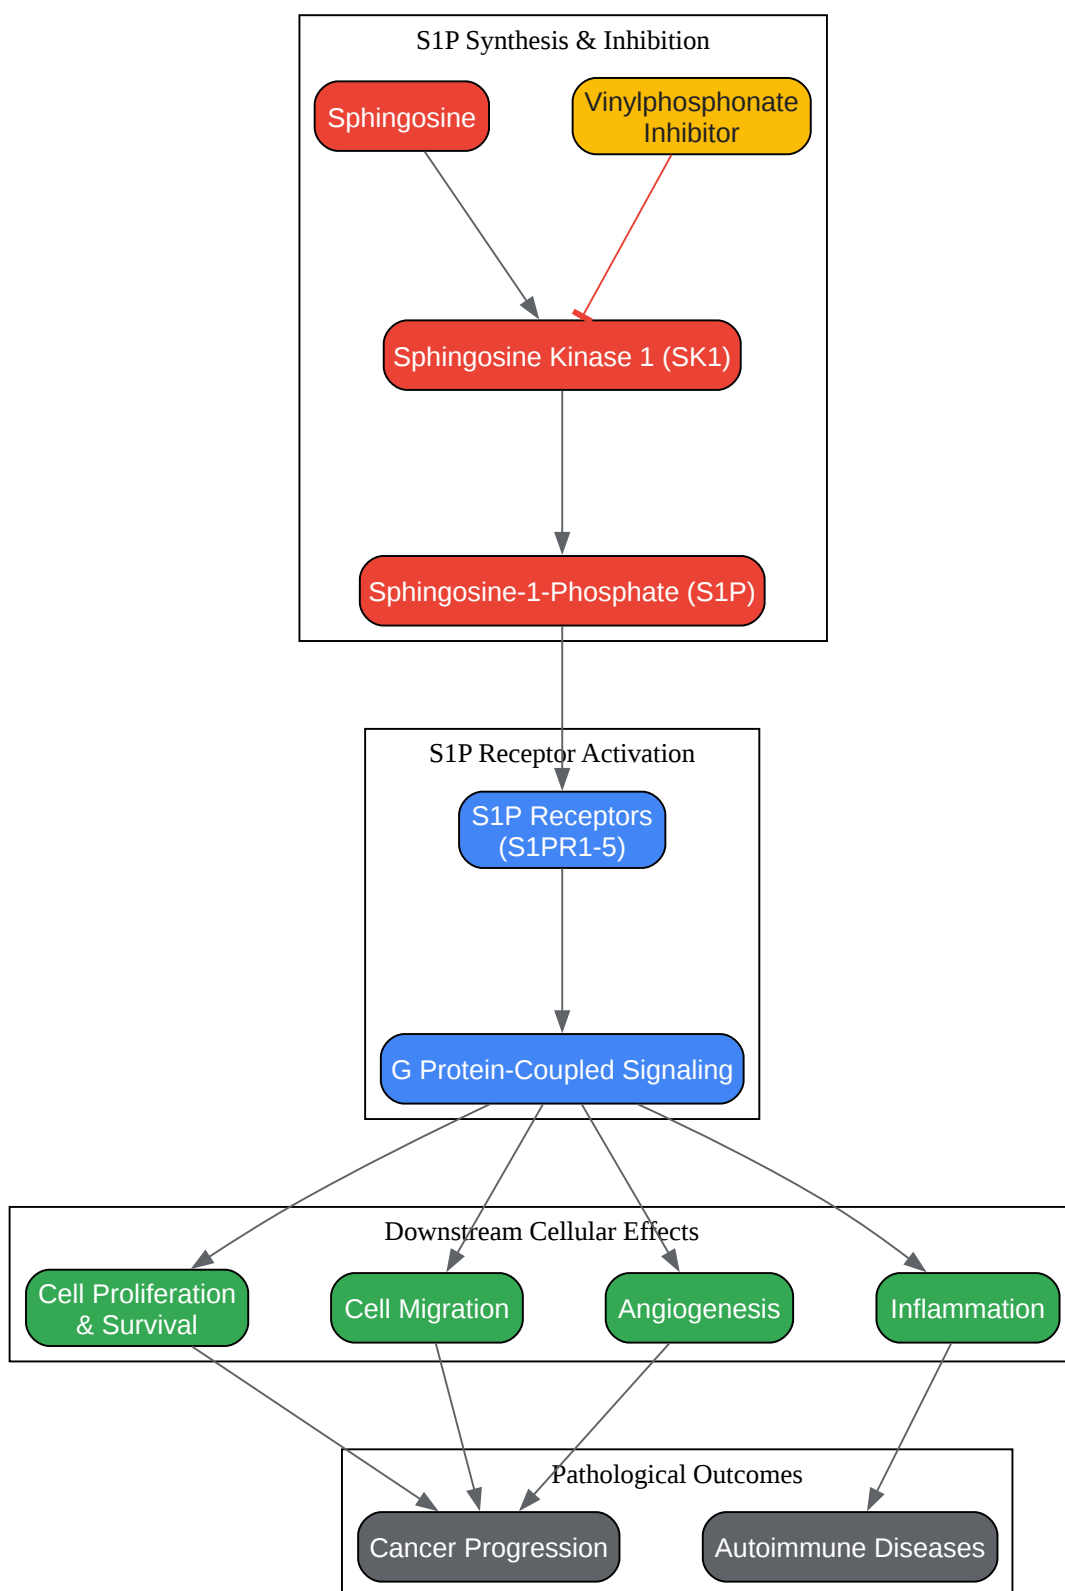 S1P Synthesis & Inhibition
Sphingosine
Vinylphosphonate
Inhibitor
Sphingosine Kinase 1 (SK1)
Sphingosine-1-Phosphate (S1P)
S1P Receptor Activation
S1P Receptors
(S1PR1-5)
G Protein-Coupled Signaling
Downstream Cellular Effects
Cell Proliferation
& Survival
Cell Migration
Angiogenesis
Inflammation
Pathological Outcomes
Cancer Progression
Autoimmune Diseases